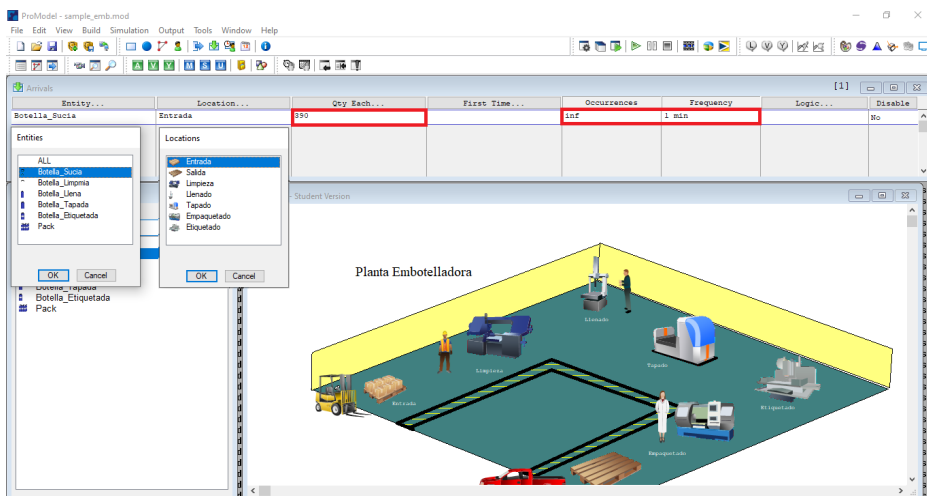 ProModel - sample_emb.mod
File Edit View Build Simulation Output Tools Window Help
Arrivals
[1]
Entity... Location... Qty Each... First Time... Occurrences Frequency Logic... Disable
Botella_Sucia Entrada 390 inf 1 min No
Entities
ALL
Botella_Sucia
Botella_Limpmia
Botella_Llena
Botella_Tapada
Botella_Etiquetada
Pack
OK Cancel
Locations
Entrada
Salida
Limpieza
Llenado
Tapado
Empaquetado
Etiquetado
OK Cancel
- Student Version
Botella_Tapada
Botella_Etiquetada
Pack
Planta Embotelladora
Llenado
Limpieza
Tapado
Entrada
Etiquetado
Empaquetado